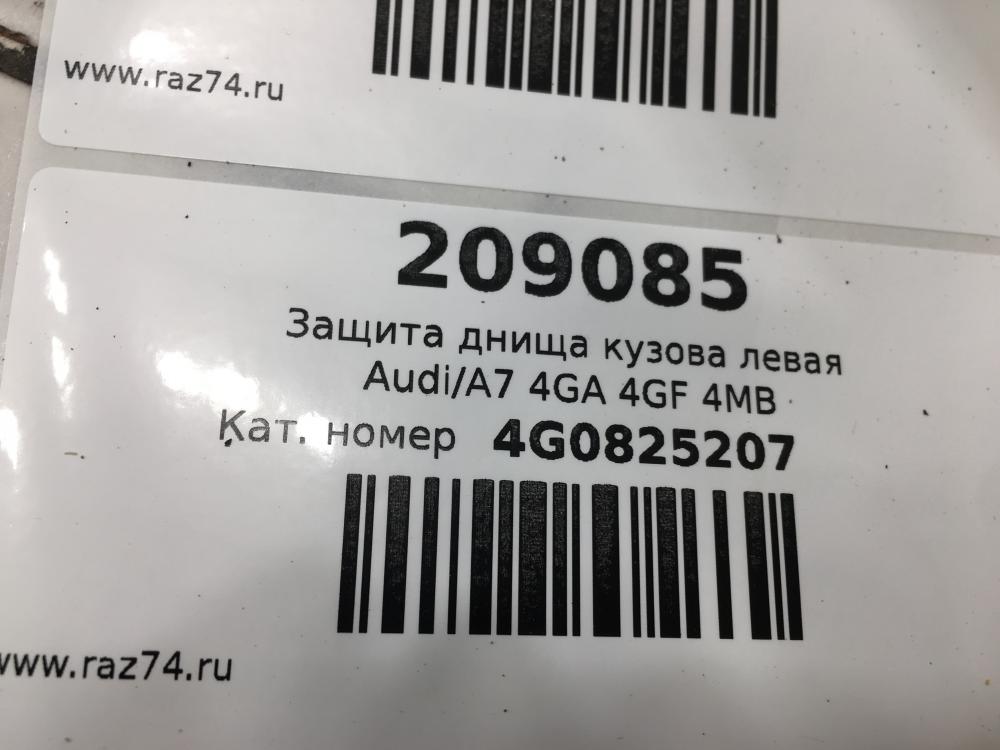 www.raz74.ru
209085
Защита днища кузова левая
Audi/A7 4GA 4GF 4MB
Кат. номер 4G0825207
www.raz74.ru